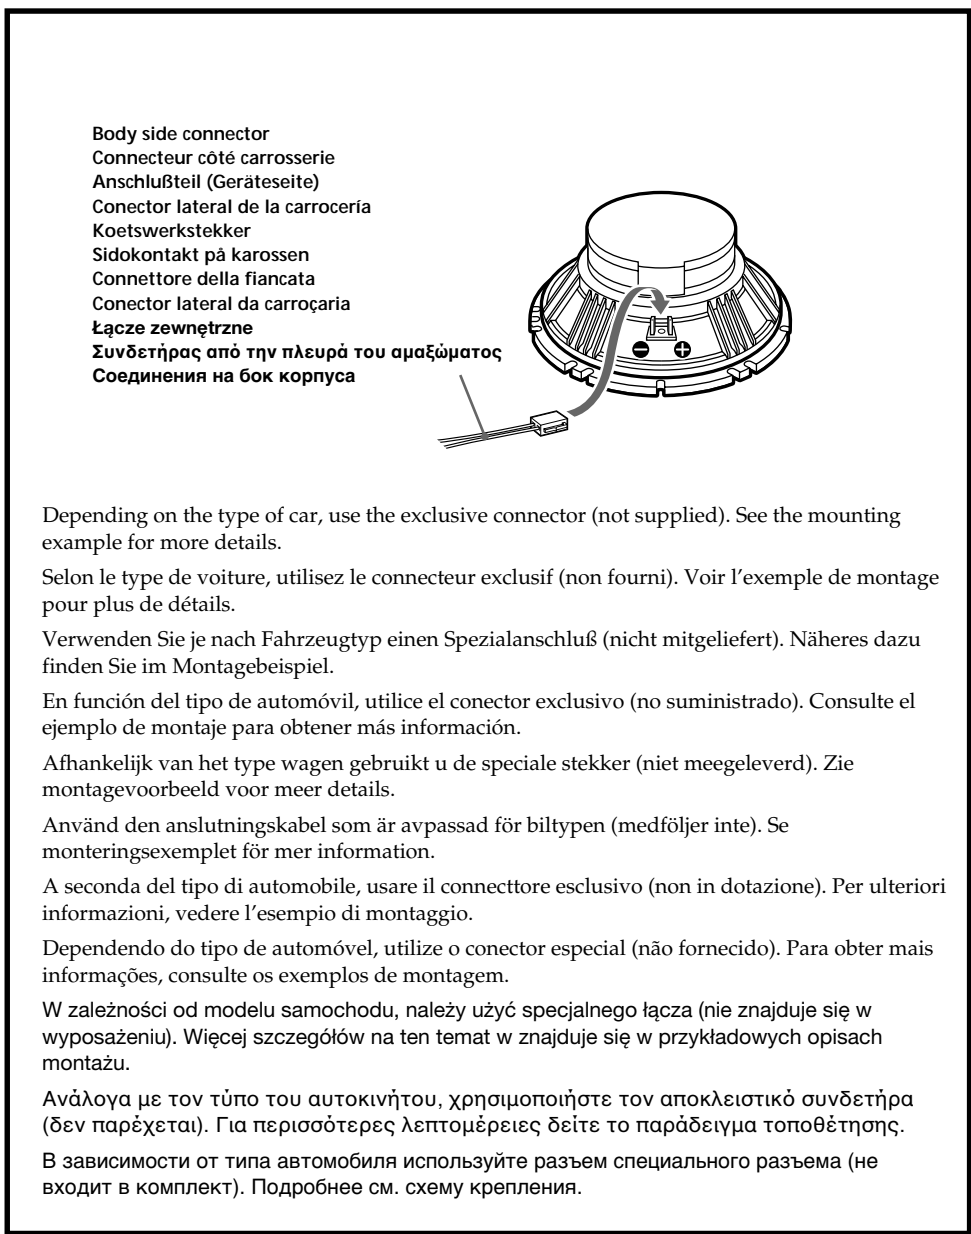 Body side connector
Connecteur côté carrosserie
Anschlußteil (Geräteseite)
Conector lateral de la carrocería
Koetswerkstekker
Sidokontakt på karossen
Connettore della fiancata
Conector lateral da carroçaria
Łącze zewnętrzne
Συνδετήρας από την πλευρά του αμαξώματος
Соединения на бок корпуса
Depending on the type of car, use the exclusive connector (not supplied). See the mounting
example for more details.
Selon le type de voiture, utilisez le connecteur exclusif (non fourni). Voir l'exemple de montage
pour plus de détails.
Verwenden Sie je nach Fahrzeugtyp einen Spezialanschluß (nicht mitgeliefert). Näheres dazu
finden Sie im Montagebeispiel.
En función del tipo de automóvil, utilice el conector exclusivo (no suministrado). Consulte el
ejemplo de montaje para obtener más información.
Afhankelijk van het type wagen gebruikt u de speciale stekker (niet meegeleverd). Zie
montagevoorbeeld voor meer details.
Använd den anslutningskabel som är avpassad för biltypen (medföljer inte). Se
monteringsexemplet för mer information.
A seconda del tipo di automobile, usare il connecttore esclusivo (non in dotazione). Per ulteriori
informazioni, vedere l'esempio di montaggio.
Dependendo do tipo de automóvel, utilize o conector especial (não fornecido). Para obter mais
informações, consulte os exemplos de montagem.
W zależności od modelu samochodu, należy użyć specjalnego łącza (nie znajduje się w
wyposażeniu). Więcej szczegółów na ten temat w znajduje się w przykładowych opisach
montażu.
Ανάλογα με τον τύπο του αυτοκινήτου, χρησιμοποιήστε τον αποκλειστικό συνδετήρα
(δεν παρέχεται). Για περισσότερες λεπτομέρειες δείτε το παράδειγμα τοποθέτησης.
В зависимости от типа автомобиля используйте разъем специального разъема (не
входит в комплект). Подробнее см. схему крепления.